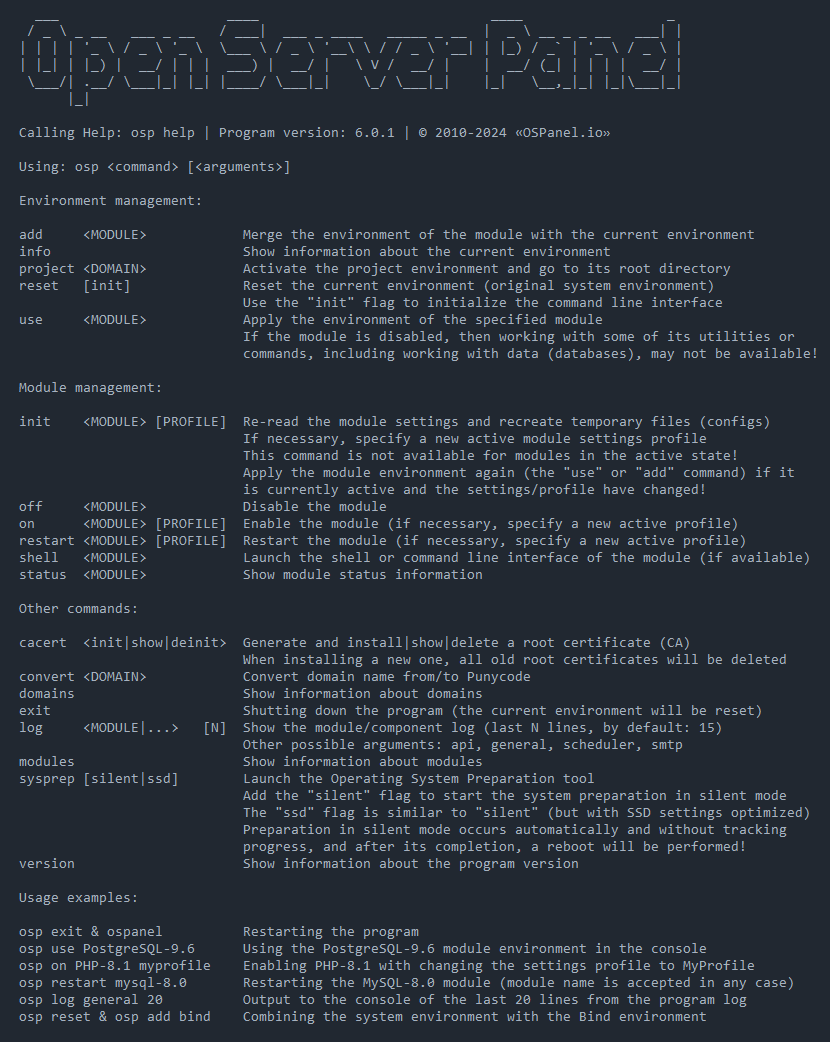 Open Server Panel
Calling Help: osp help | Program version: 6.0.1 | © 2010-2024 «OSPanel.io»
Using: osp <command> [<arguments>]
Environment management:
add     <MODULE>            Merge the environment of the module with the current environment
info                        Show information about the current environment
project <DOMAIN>            Activate the project environment and go to its root directory
reset   [init]              Reset the current environment (original system environment)
                            Use the "init" flag to initialize the command line interface
use     <MODULE>            Apply the environment of the specified module
                            If the module is disabled, then working with some of its utilities or
                            commands, including working with data (databases), may not be available!
Module management:
init    <MODULE> [PROFILE]  Re-read the module settings and recreate temporary files (configs)
                            If necessary, specify a new active module settings profile
                            This command is not available for modules in the active state!
                            Apply the module environment again (the "use" or "add" command) if it
                            is currently active and the settings/profile have changed!
off     <MODULE>            Disable the module
on      <MODULE> [PROFILE]  Enable the module (if necessary, specify a new active profile)
restart <MODULE> [PROFILE]  Restart the module (if necessary, specify a new active profile)
shell   <MODULE>            Launch the shell or command line interface of the module (if available)
status  <MODULE>            Show module status information
Other commands:
cacert  <init|show|deinit>  Generate and install|show|delete a root certificate (CA)
                            When installing a new one, all old root certificates will be deleted
convert <DOMAIN>            Convert domain name from/to Punycode
domains                     Show information about domains
exit                        Shutting down the program (the current environment will be reset)
log     <MODULE|...>   [N]  Show the module/component log (last N lines, by default: 15)
                            Other possible arguments: api, general, scheduler, smtp
modules                     Show information about modules
sysprep [silent|ssd]        Launch the Operating System Preparation tool
                            Add the "silent" flag to start the system preparation in silent mode
                            The "ssd" flag is similar to "silent" (but with SSD settings optimized)
                            Preparation in silent mode occurs automatically and without tracking
                            progress, and after its completion, a reboot will be performed!
version                     Show information about the program version
Usage examples:
osp exit & ospanel          Restarting the program
osp use PostgreSQL-9.6      Using the PostgreSQL-9.6 module environment in the console
osp on PHP-8.1 myprofile    Enabling PHP-8.1 with changing the settings profile to MyProfile
osp restart mysql-8.0       Restarting the MySQL-8.0 module (module name is accepted in any case)
osp log general 20          Output to the console of the last 20 lines from the program log
osp reset & osp add bind    Combining the system environment with the Bind environment